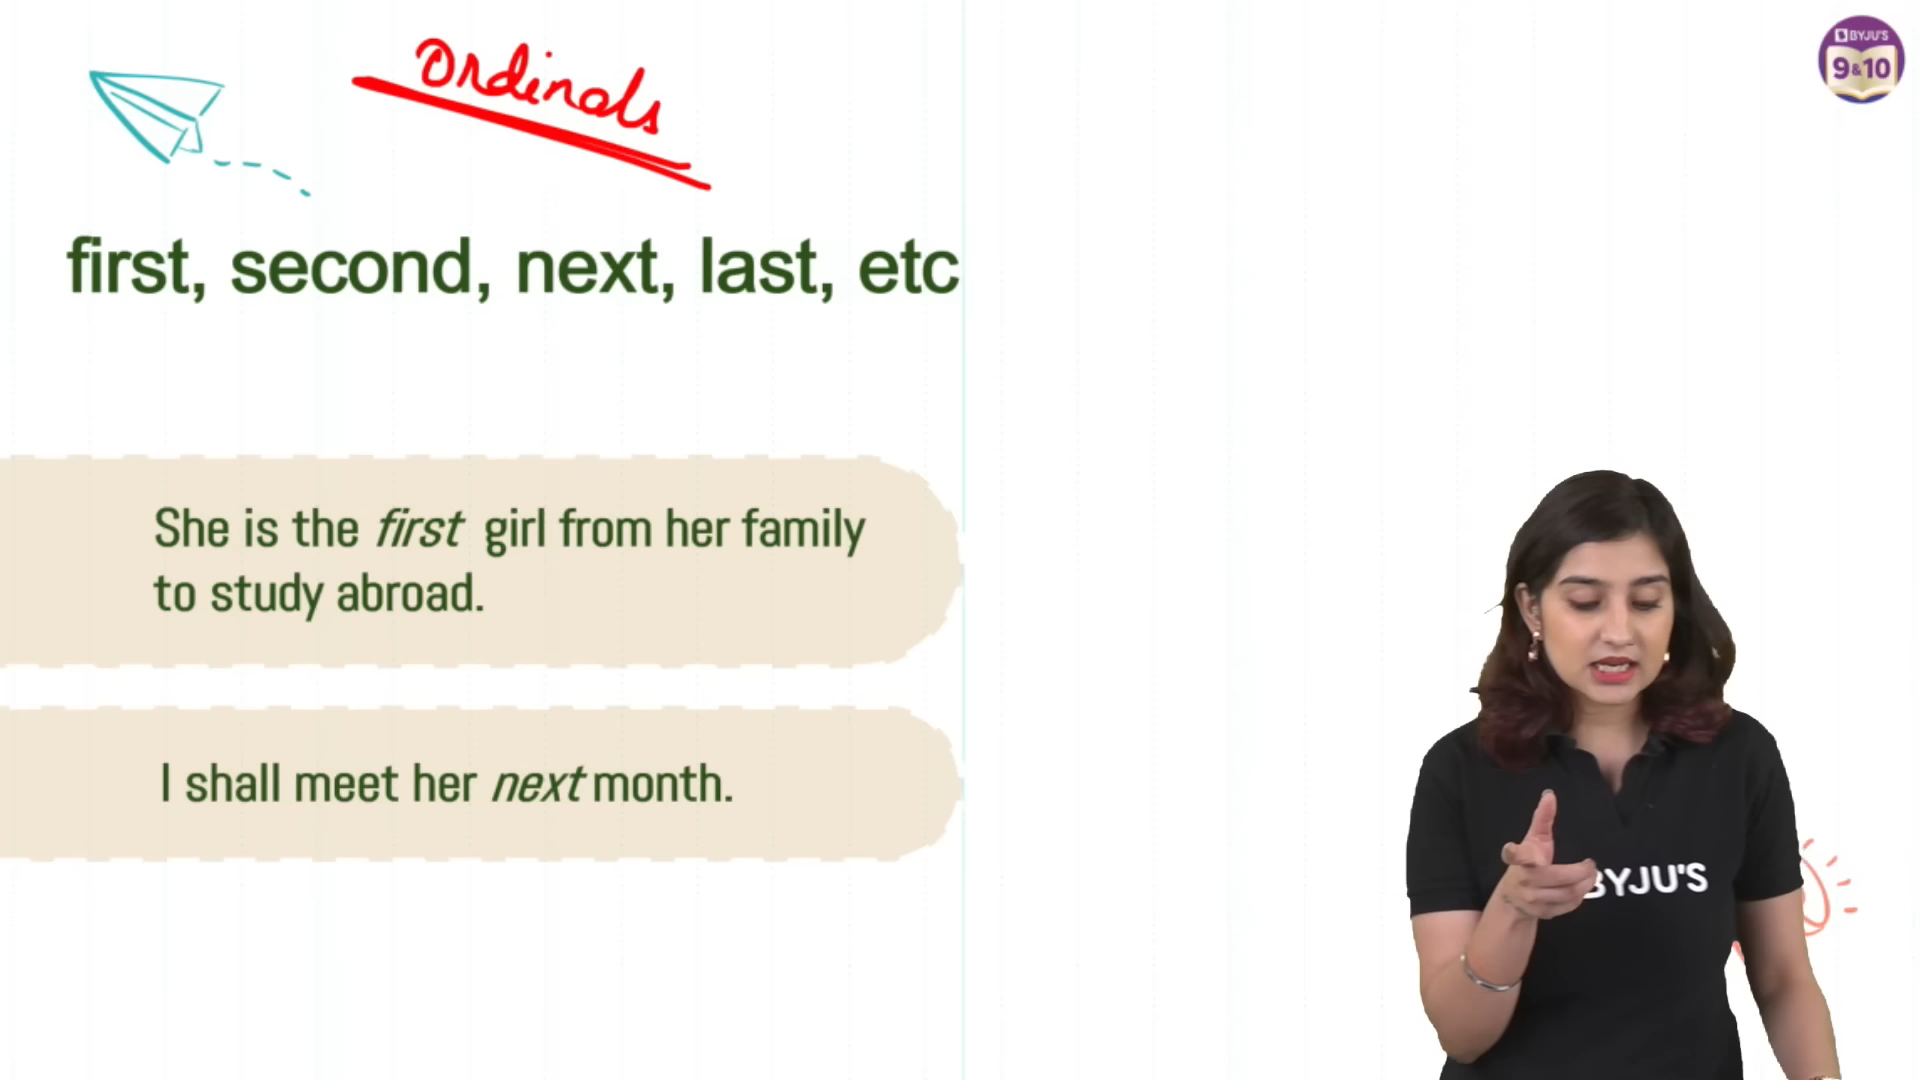 Ordinals
BYJU'S
9&10
first, second, next, last, etc
She is the first girl from her family
to study abroad.
I shall meet her next month.
BYJU'S